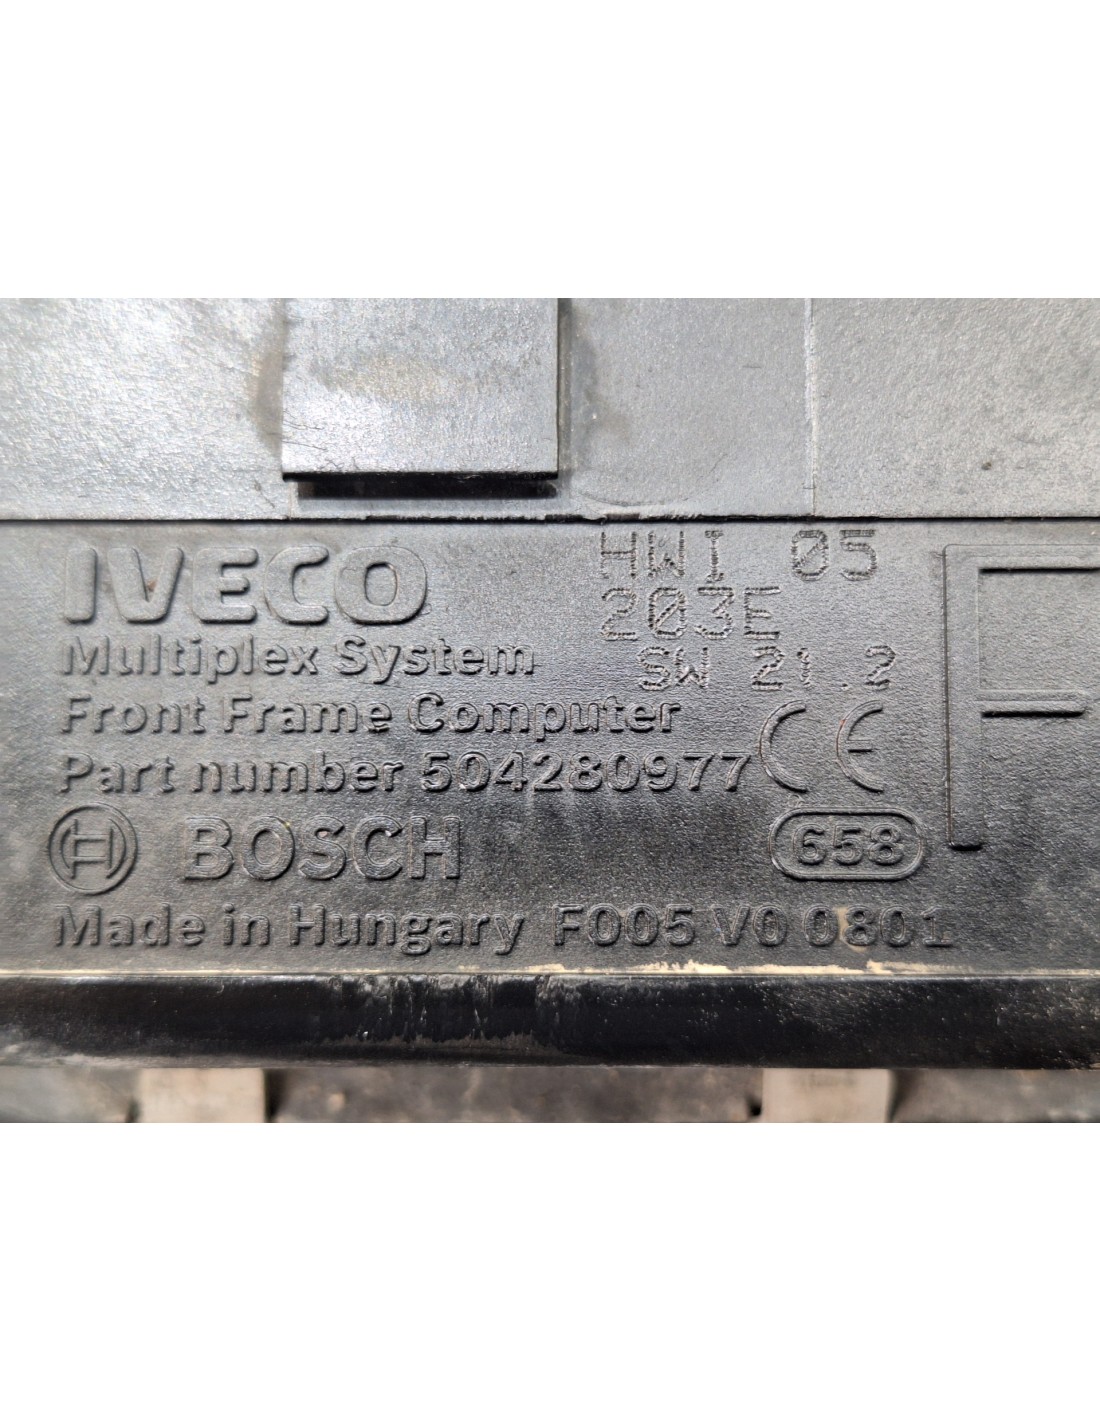 IVECO
HWI 05
203E
Multiplex System
SW 21.2
Front Frame Computer
Part number 504280977 CE
BOSCH
658
Made in Hungary F005 V0 0801